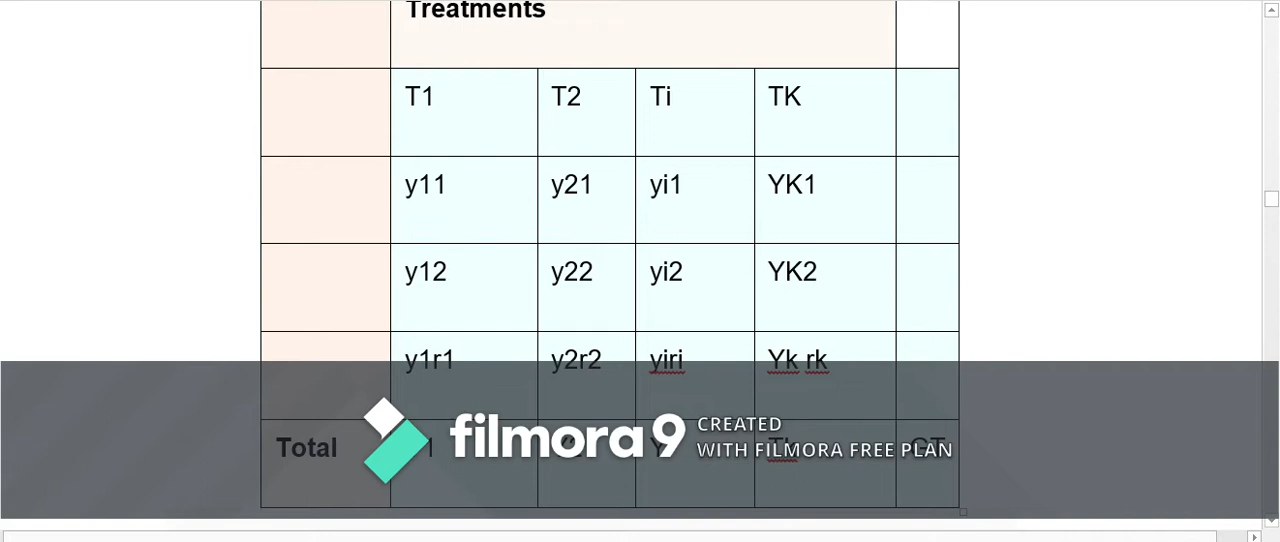 Treatments
T1 T2 Ti TK
y11 y21 yi1 YK1
y12 y22 yi2 YK2
y1r1 y2r2 yiri Yk rk
Total GT
filmora9 CREATED
WITH FILMORA FREE PLAN